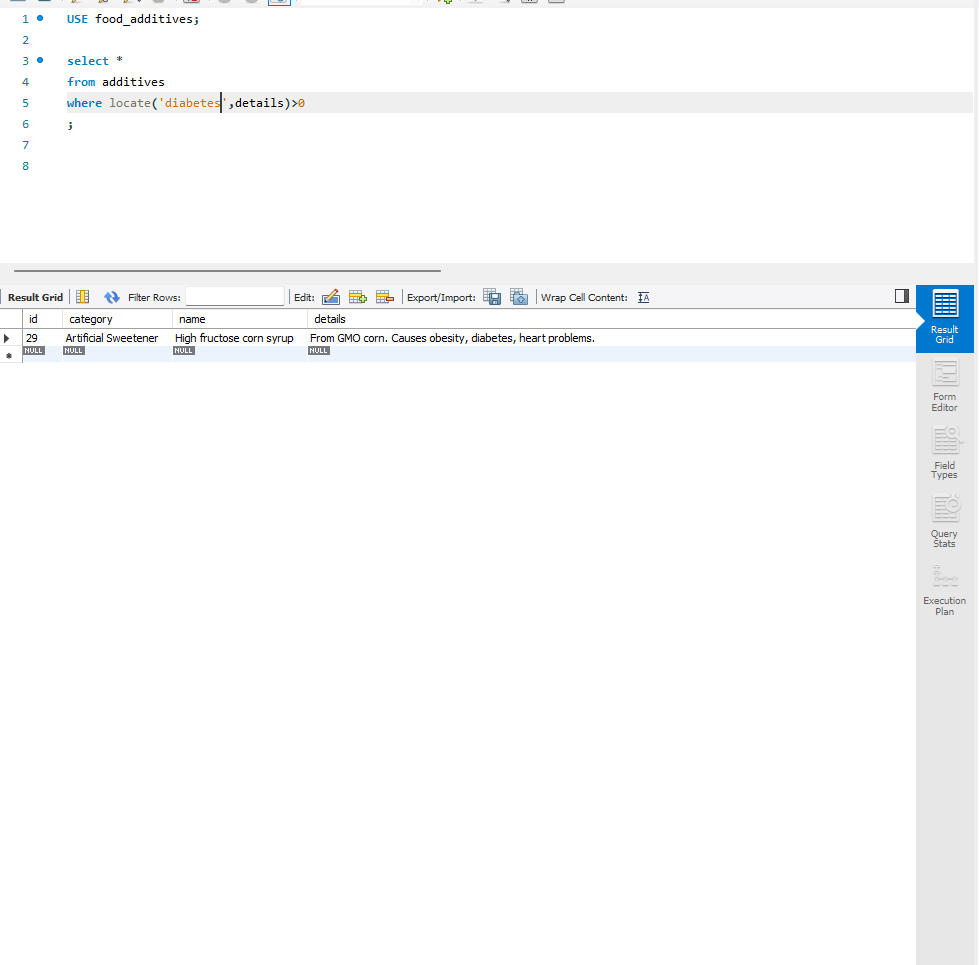 1 USE food_additives;
2
3 select *
4 from additives
5 where locate('diabetes',details)>0
6 ;
7
8
Result Grid Filter Rows: Edit: Export/Import: Wrap Cell Content:
id category name details
29 Artificial Sweetener High fructose corn syrup From GMO corn. Causes obesity, diabetes, heart problems.
NULL NULL NULL NULL
Result
Grid
Form
Editor
Field
Types
Query
Stats
Execution
Plan